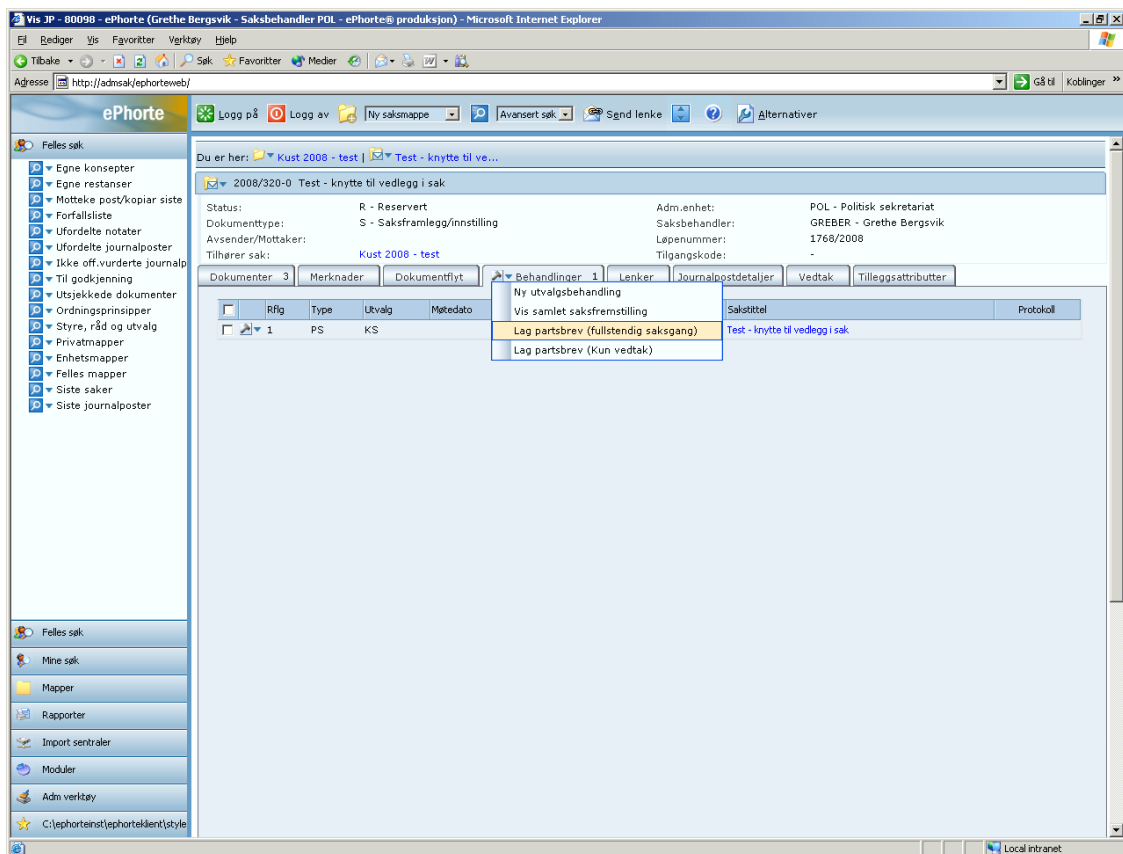 Vis JP - 80098 - ePhorte (Grethe Bergsvik - Saksbehandler POL - ePhorte® produksjon) - Microsoft Internet Explorer
Fil Rediger Vis Favoritter Verktøy Hjelp
Tilbake Søk Favoritter Medier
Adresse http://admsak/ephorteweb/ Gå til Koblinger »
ePhorte Logg på Logg av Ny saksmappe Avansert søk Send lenke Alternativer
Felles søk
Egne konsepter
Egne restanser
Motteke post/kopiar siste
Forfallsliste
Ufordelte notater
Ufordelte journalposter
Ikke off.vurderte journalp
Til godkjenning
Utsjekkede dokumenter
Ordningsprinsipper
Styre, råd og utvalg
Privatmapper
Enhetsmapper
Felles mapper
Siste saker
Siste journalposter
Felles søk
Mine søk
Mapper
Rapporter
Import sentraler
Moduler
Adm verktøy
C:\ephorteinst\ephorteklient\style
Du er her: Kust 2008 - test | Test - knytte til ve...
2008/320-0 Test - knytte til vedlegg i sak
Status: R - Reservert Adm.enhet: POL - Politisk sekretariat
Dokumenttype: S - Saksframlegg/innstilling Saksbehandler: GREBER - Grethe Bergsvik
Avsender/Mottaker: Løpenummer: 1768/2008
Tilhører sak: Kust 2008 - test Tilgangskode: -
Dokumenter 3 Merknader Dokumentflyt Behandlinger 1 Lenker Journalpostdetaljer Vedtak Tilleggsattributter
Rflg Type Utvalg Møtedato Sakstittel Protokoll
1 PS KS Test - knytte til vedlegg i sak
Ny utvalgsbehandling
Vis samlet saksfremstilling
Lag partsbrev (fullstendig saksgang)
Lag partsbrev (Kun vedtak)
Local intranet